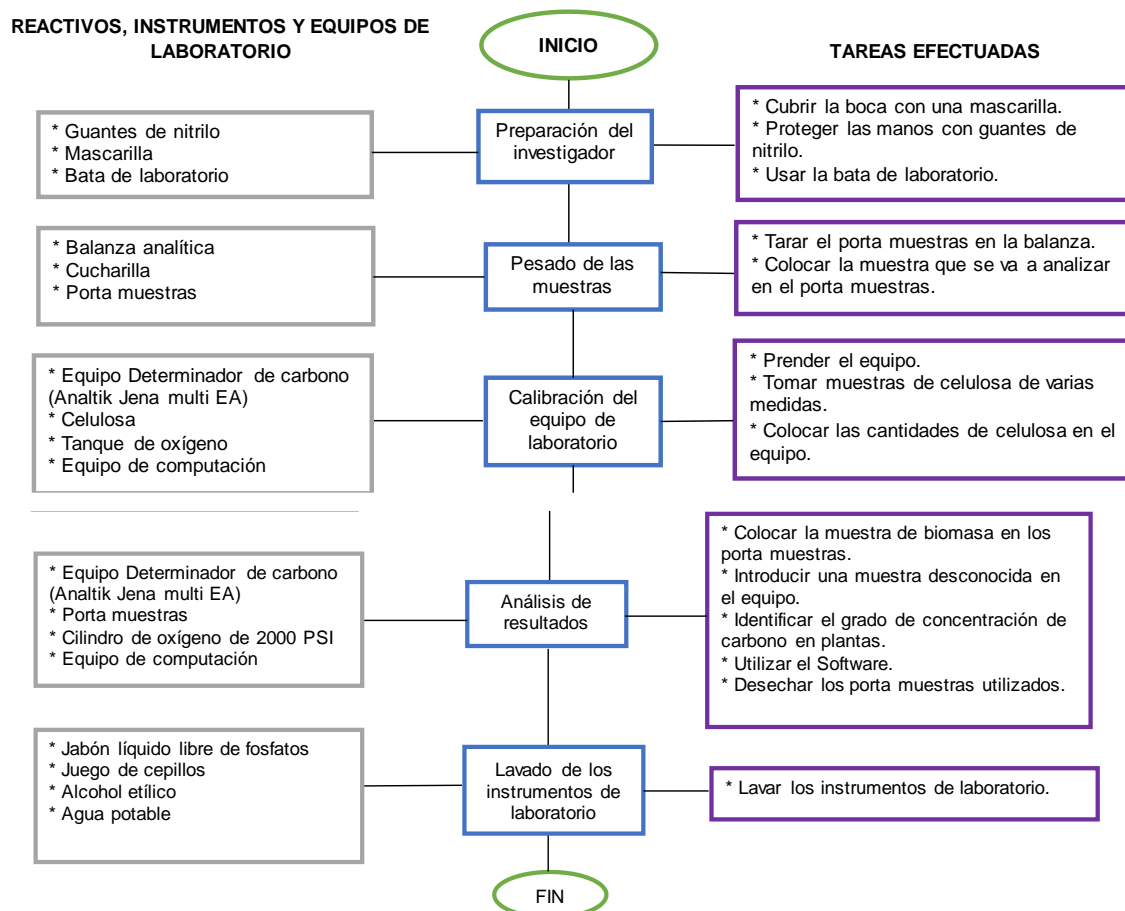 REACTIVOS, INSTRUMENTOS Y EQUIPOS DE
LABORATORIO
INICIO
TAREAS EFECTUADAS
* Guantes de nitrilo
* Mascarilla
* Bata de laboratorio
Preparación del
investigador
* Cubrir la boca con una mascarilla.
* Proteger las manos con guantes de
nitrilo.
* Usar la bata de laboratorio.
* Balanza analítica
* Cucharilla
* Porta muestras
Pesado de las
muestras
* Tarar el porta muestras en la balanza.
* Colocar la muestra que se va a analizar
en el porta muestras.
* Equipo Determinador de carbono
(Analtik Jena multi EA)
* Celulosa
* Tanque de oxígeno
* Equipo de computación
Calibración del
equipo de
laboratorio
* Prender el equipo.
* Tomar muestras de celulosa de varias
medidas.
* Colocar las cantidades de celulosa en el
equipo.
* Equipo Determinador de carbono
(Analtik Jena multi EA)
* Porta muestras
* Cilindro de oxígeno de 2000 PSI
* Equipo de computación
Análisis de
resultados
* Colocar la muestra de biomasa en los
porta muestras.
* Introducir una muestra desconocida en
el equipo.
* Identificar el grado de concentración de
carbono en plantas.
* Utilizar el Software.
* Desechar los porta muestras utilizados.
* Jabón líquido libre de fosfatos
* Juego de cepillos
* Alcohol etílico
* Agua potable
Lavado de los
instrumentos de
laboratorio
* Lavar los instrumentos de laboratorio.
FIN